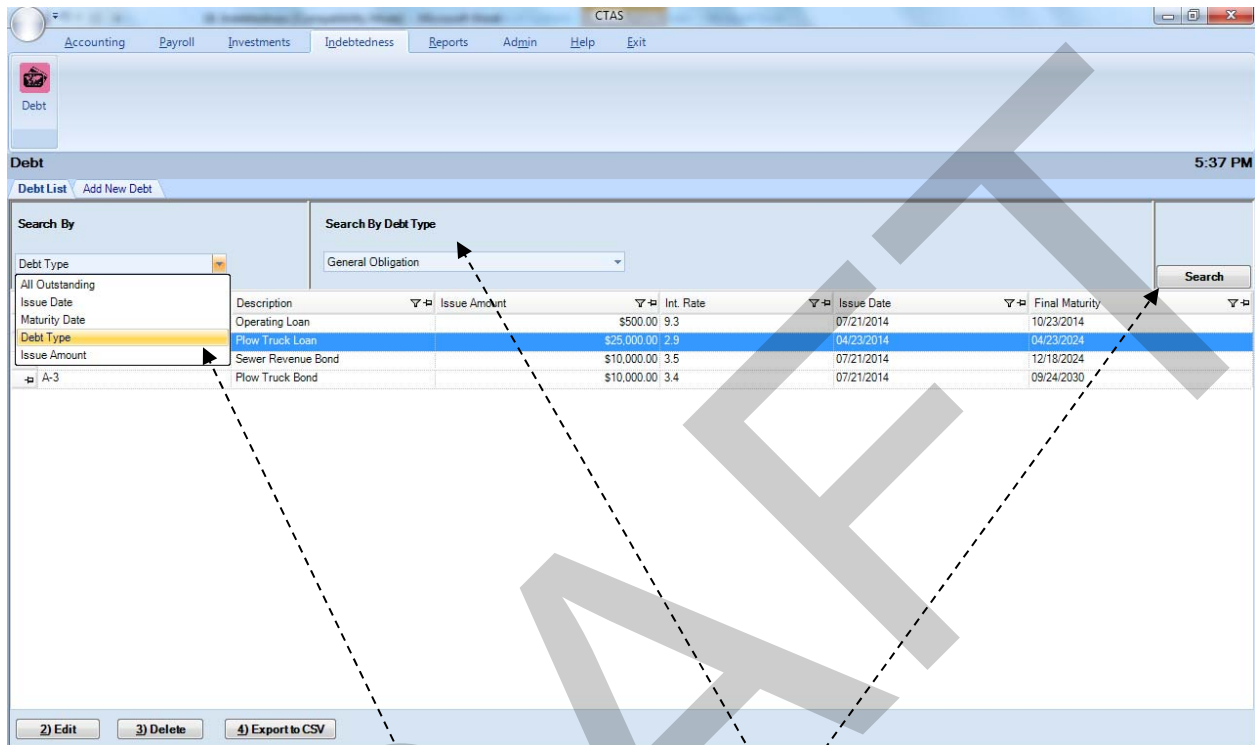 CTAS
Accounting Payroll Investments Indebtedness Reports Admin Help Exit
Debt
Debt 5:37 PM
Debt List Add New Debt
Search By Search By Debt Type
Debt Type General Obligation
Search
All Outstanding
Issue Date
Maturity Date
Debt Type
Issue Amount
Description Issue Amount Int. Rate Issue Date Final Maturity
Operating Loan $500.00 9.3 07/21/2014 10/23/2014
Plow Truck Loan $25,000.00 2.9 04/23/2014 04/23/2024
Sewer Revenue Bond $10,000.00 3.5 07/21/2014 12/18/2024
A-3 Plow Truck Bond $10,000.00 3.4 07/21/2014 09/24/2030
2) Edit 3) Delete 4) Export to CSV
AFT